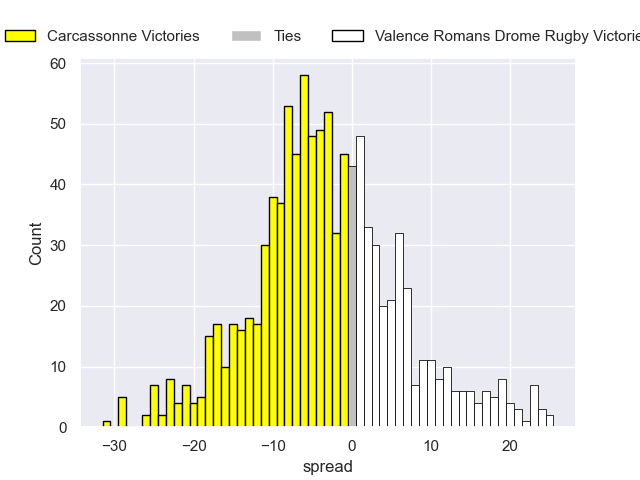 Carcassonne Victories Ties Valence Romans Drome Rugby Victorie
60
50
40
30
20
10
0
Count
−30 −20 −10 0 10 20
spread